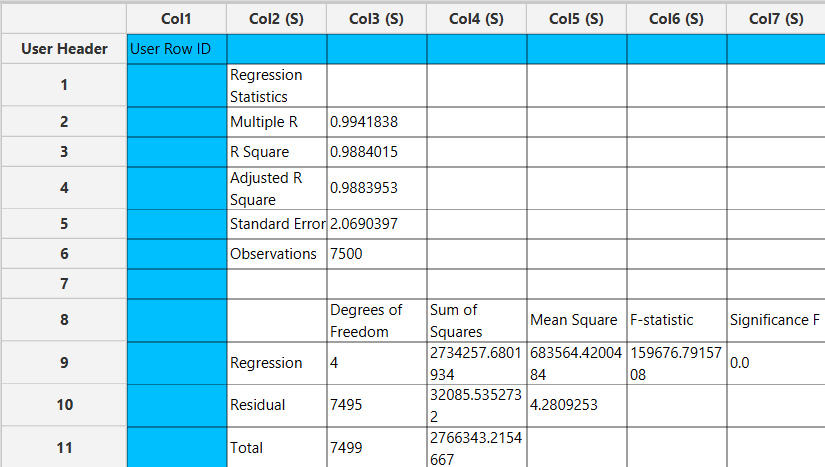 Col1 Col2 (S) Col3 (S) Col4 (S) Col5 (S) Col6 (S) Col7 (S)
User Header User Row ID
1 Regression
Statistics
2 Multiple R 0.9941838
3 R Square 0.9884015
4 Adjusted R
Square 0.9883953
5 Standard Error 2.0690397
6 Observations 7500
7
8 Degrees of
Freedom Sum of
Squares Mean Square F-statistic Significance F
9 Regression 4 2734257.6801
934 683564.42004
84 159676.79157
08 0.0
10 Residual 7495 32085.535273
2 4.2809253
11 Total 7499 2766343.2154
667